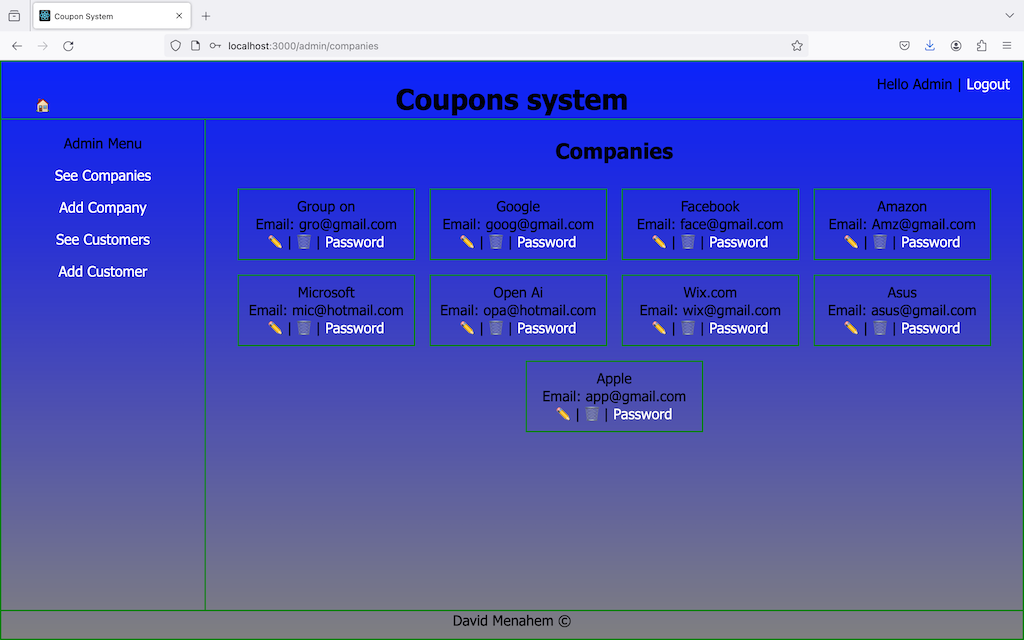 Coupon System
localhost:3000/admin/companies
Hello Admin | Logout
Coupons system
Admin Menu
See Companies
Add Company
See Customers
Add Customer
Companies
Group on
Email: gro@gmail.com
| | Password
Google
Email: goog@gmail.com
| | Password
Facebook
Email: face@gmail.com
| | Password
Amazon
Email: Amz@gmail.com
| | Password
Microsoft
Email: mic@hotmail.com
| | Password
Open Ai
Email: opa@hotmail.com
| | Password
Wix.com
Email: wix@gmail.com
| | Password
Asus
Email: asus@gmail.com
| | Password
Apple
Email: app@gmail.com
| | Password
David Menahem ©